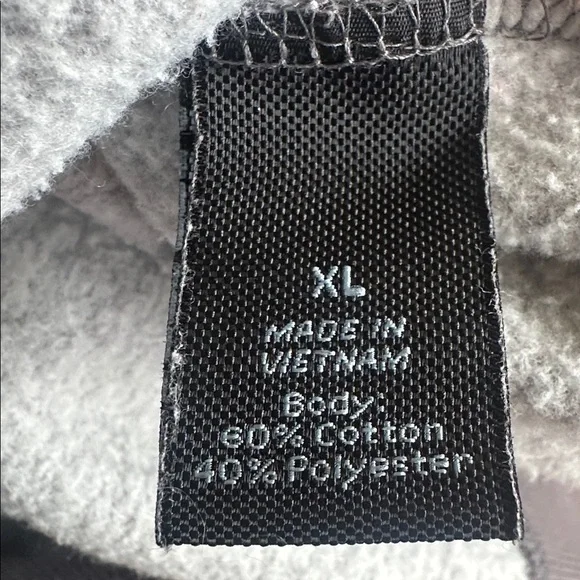 XL
MADE IN
VIETNAM
Body:
60% Cotton
40% Polyester